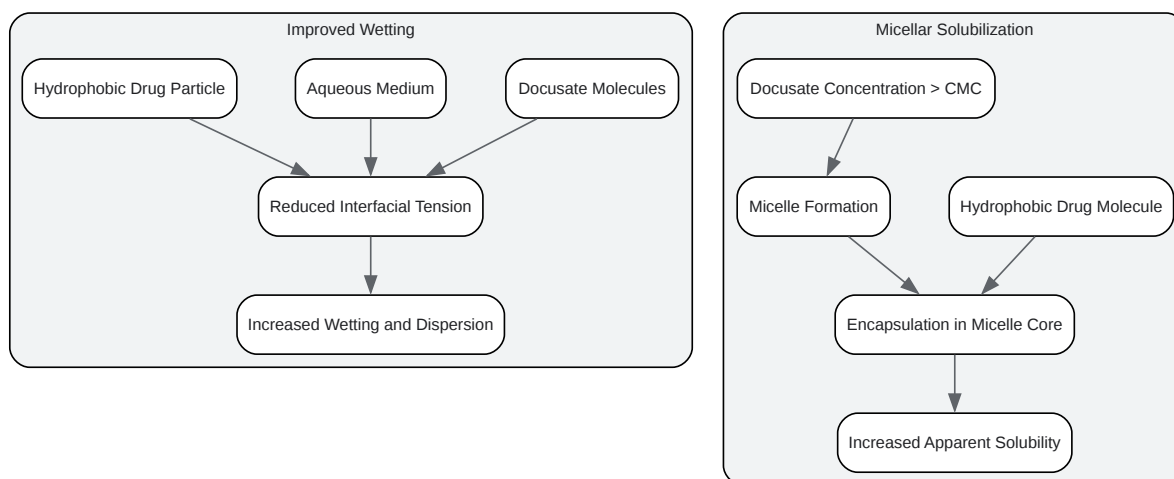 Improved Wetting
Hydrophobic Drug Particle
Aqueous Medium
Docusate Molecules
Reduced Interfacial Tension
Increased Wetting and Dispersion
Micellar Solubilization
Docusate Concentration > CMC
Micelle Formation
Hydrophobic Drug Molecule
Encapsulation in Micelle Core
Increased Apparent Solubility